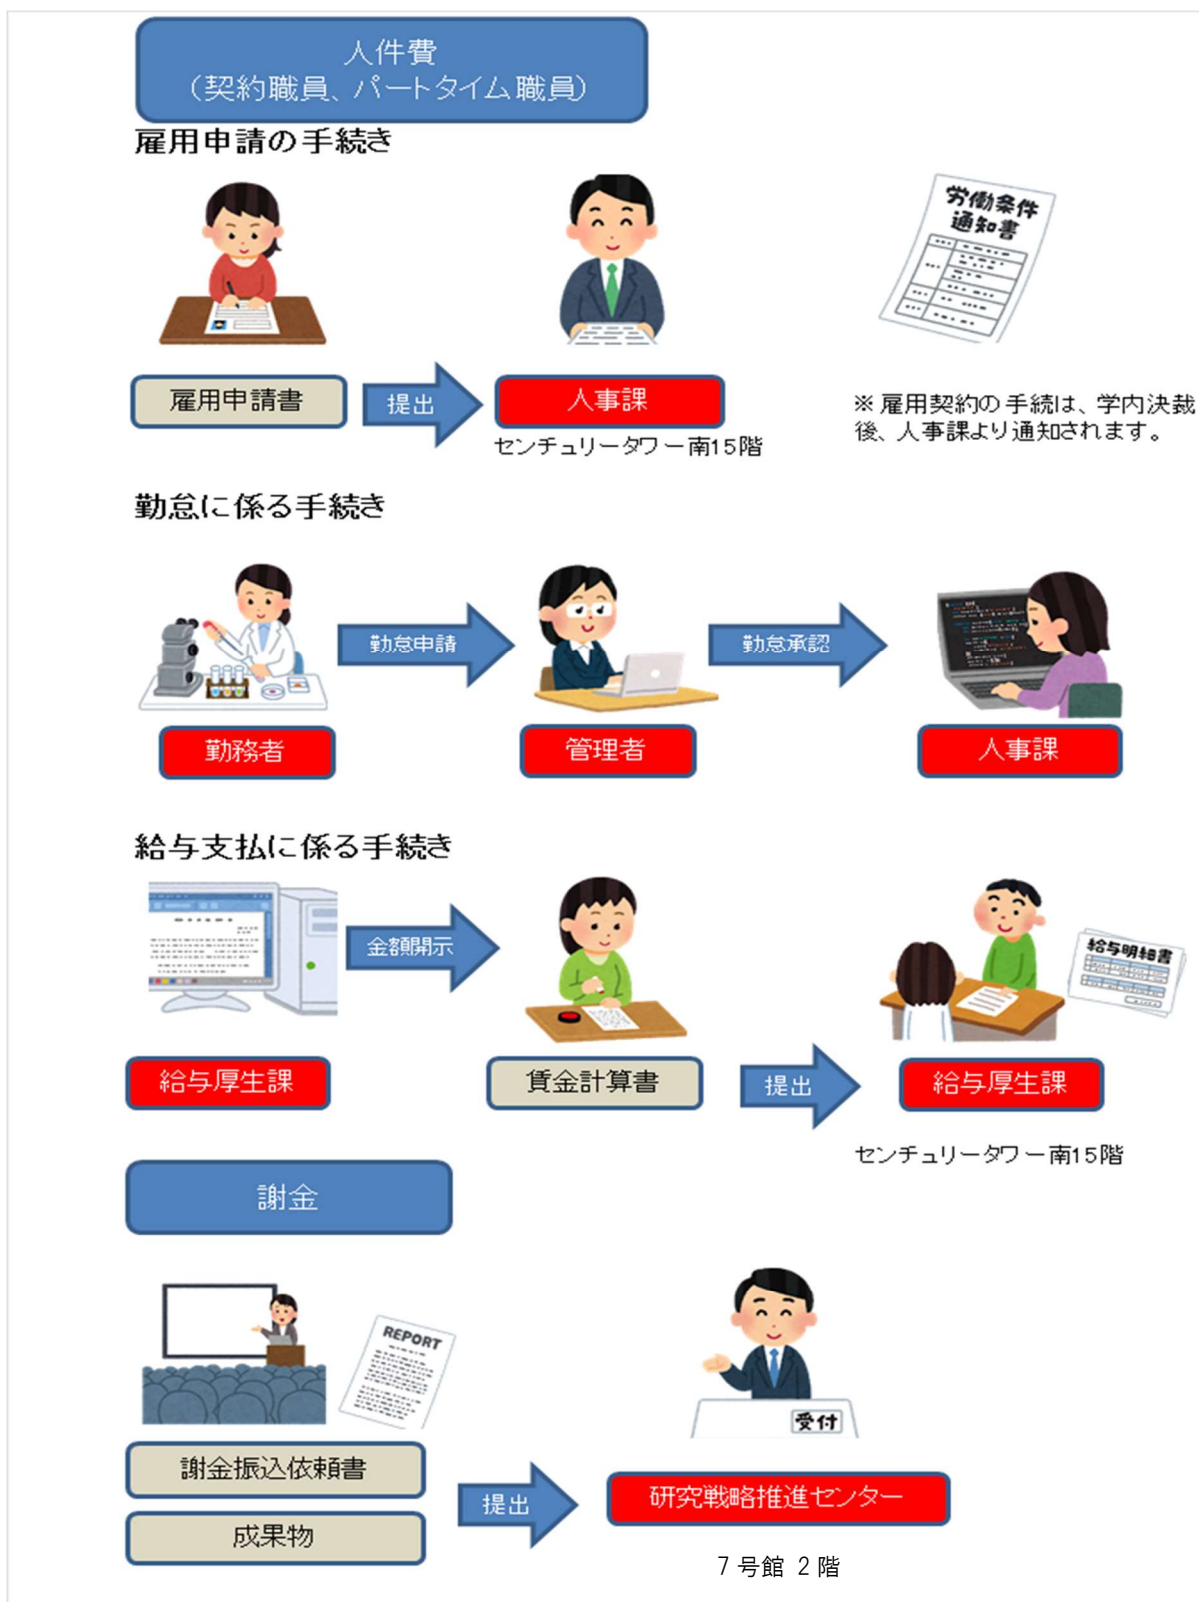 人件費
(契約職員、パートタイム職員)
雇用申請の手続き
労働条件
通知書
雇用申請書
提出
人事課
センチュリータワー南15階
※雇用契約の手続は、学内決裁
後、人事課より通知されます。
勤怠に係る手続き
勤怠申請
勤怠承認
勤務者
管理者
人事課
給与支払に係る手続き
金額開示
給与明細書
給与厚生課
賃金計算書
提出
給与厚生課
センチュリータワー南15階
謝金
REPORT
受付
謝金振込依頼書
成果物
提出
研究戦略推進センター
7号館 2階